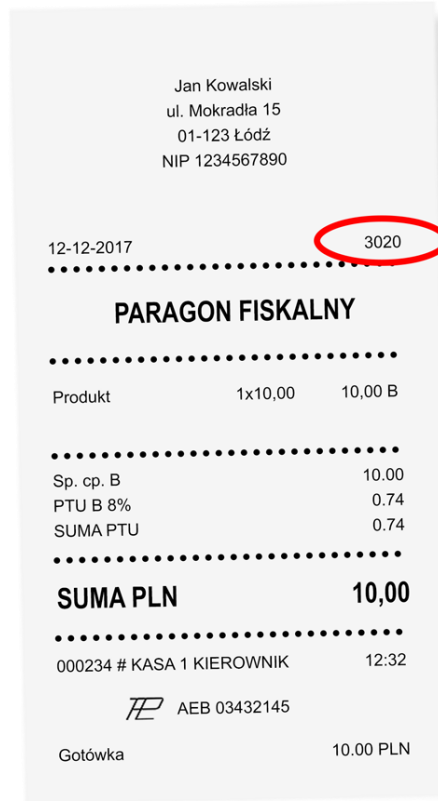 Jan Kowalski
ul. Mokradła 15
01-123 Łódź
NIP 1234567890
12-12-2017 3020
PARAGON FISKALNY
Produkt 1x10,00 10,00 B
Sp. cp. B 10.00
PTU B 8% 0.74
SUMA PTU 0.74
SUMA PLN 10,00
000234 # KASA 1 KIEROWNIK 12:32
AEB 03432145
Gotówka 10.00 PLN